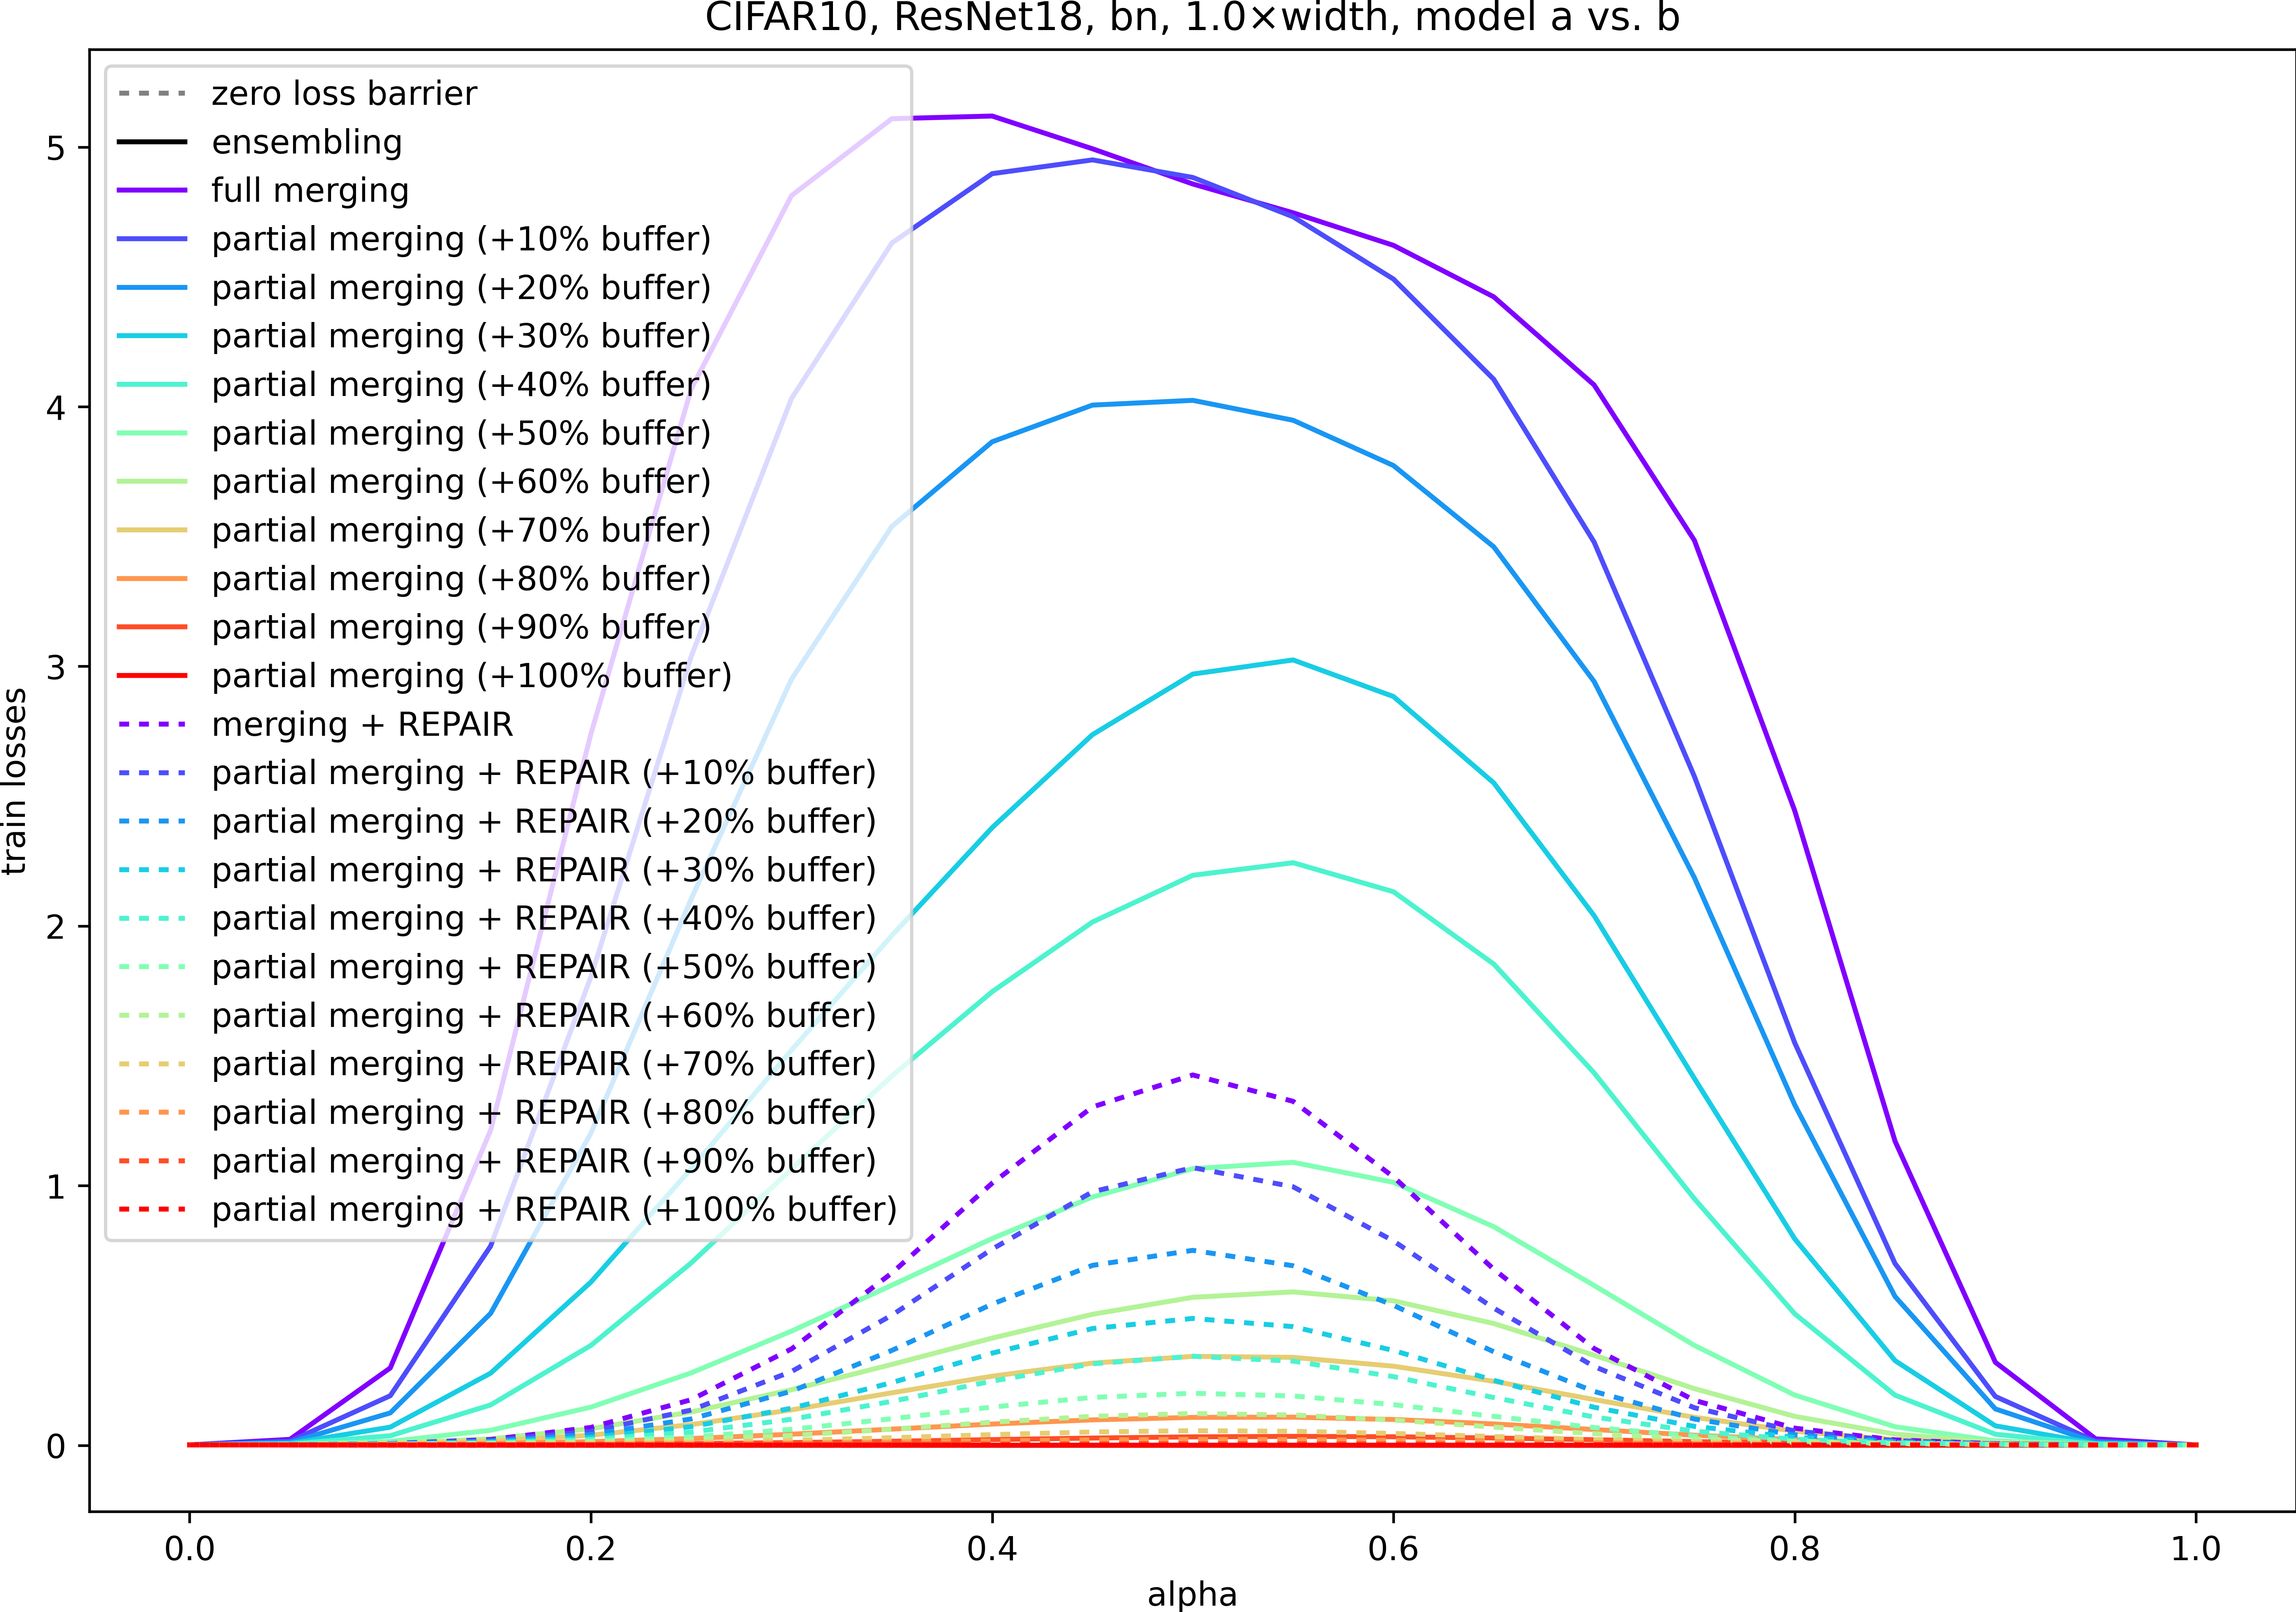 CIFAR10, ResNet18, bn, 1.0×width, model a vs. b
zero loss barrier
ensembling
full merging
partial merging (+10% buffer)
partial merging (+20% buffer)
partial merging (+30% buffer)
partial merging (+40% buffer)
partial merging (+50% buffer)
partial merging (+60% buffer)
partial merging (+70% buffer)
partial merging (+80% buffer)
partial merging (+90% buffer)
partial merging (+100% buffer)
merging + REPAIR
partial merging + REPAIR (+10% buffer)
partial merging + REPAIR (+20% buffer)
partial merging + REPAIR (+30% buffer)
partial merging + REPAIR (+40% buffer)
partial merging + REPAIR (+50% buffer)
partial merging + REPAIR (+60% buffer)
partial merging + REPAIR (+70% buffer)
partial merging + REPAIR (+80% buffer)
partial merging + REPAIR (+90% buffer)
partial merging + REPAIR (+100% buffer)
train losses
5
4
3
2
1
0
0.0 0.2 0.4 0.6 0.8 1.0
alpha